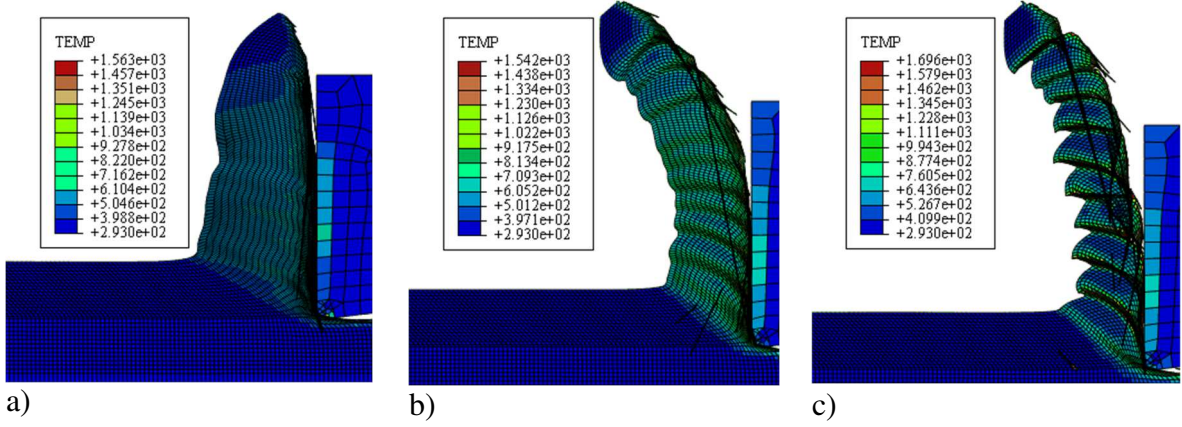 TEMP
+1.563e+03
+1.457e+03
+1.351e+03
+1.245e+03
+1.139e+03
+1.034e+03
+9.278e+02
+8.220e+02
+7.162e+02
+6.104e+02
+5.046e+02
+3.988e+02
+2.930e+02
a)
TEMP
+1.542e+03
+1.438e+03
+1.334e+03
+1.230e+03
+1.126e+03
+1.022e+03
+9.175e+02
+8.134e+02
+7.093e+02
+6.052e+02
+5.012e+02
+3.971e+02
+2.930e+02
b)
TEMP
+1.696e+03
+1.579e+03
+1.462e+03
+1.345e+03
+1.228e+03
+1.111e+03
+9.943e+02
+8.774e+02
+7.605e+02
+6.436e+02
+5.267e+02
+4.099e+02
+2.930e+02
c)